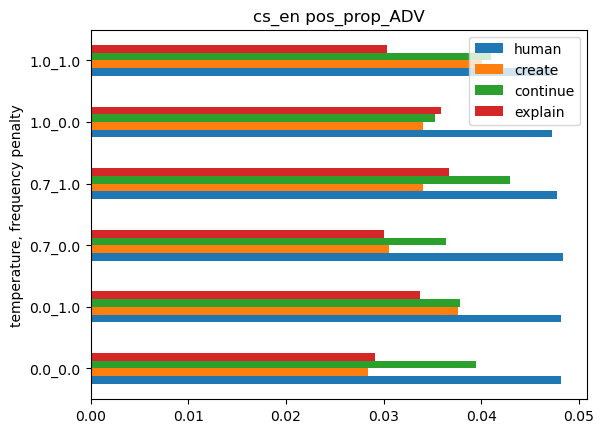 cs_en pos_prop_ADV
temperature, frequency penalty
1.0_1.0
1.0_0.0
0.7_1.0
0.7_0.0
0.0_1.0
0.0_0.0
human
create
continue
explain
0.00
0.01
0.02
0.03
0.04
0.05